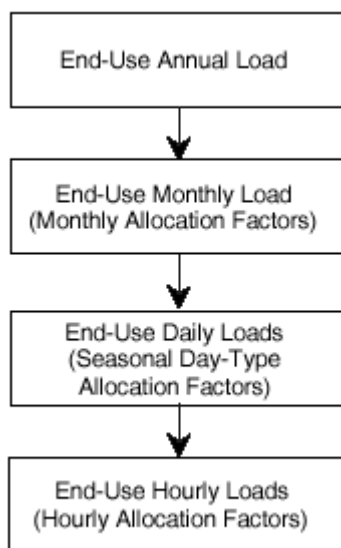 End-Use Annual Load
End-Use Monthly Load
(Monthly Allocation Factors)
End-Use Daily Loads
(Seasonal Day-Type
Allocation Factors)
End-Use Hourly Loads
(Hourly Allocation Factors)